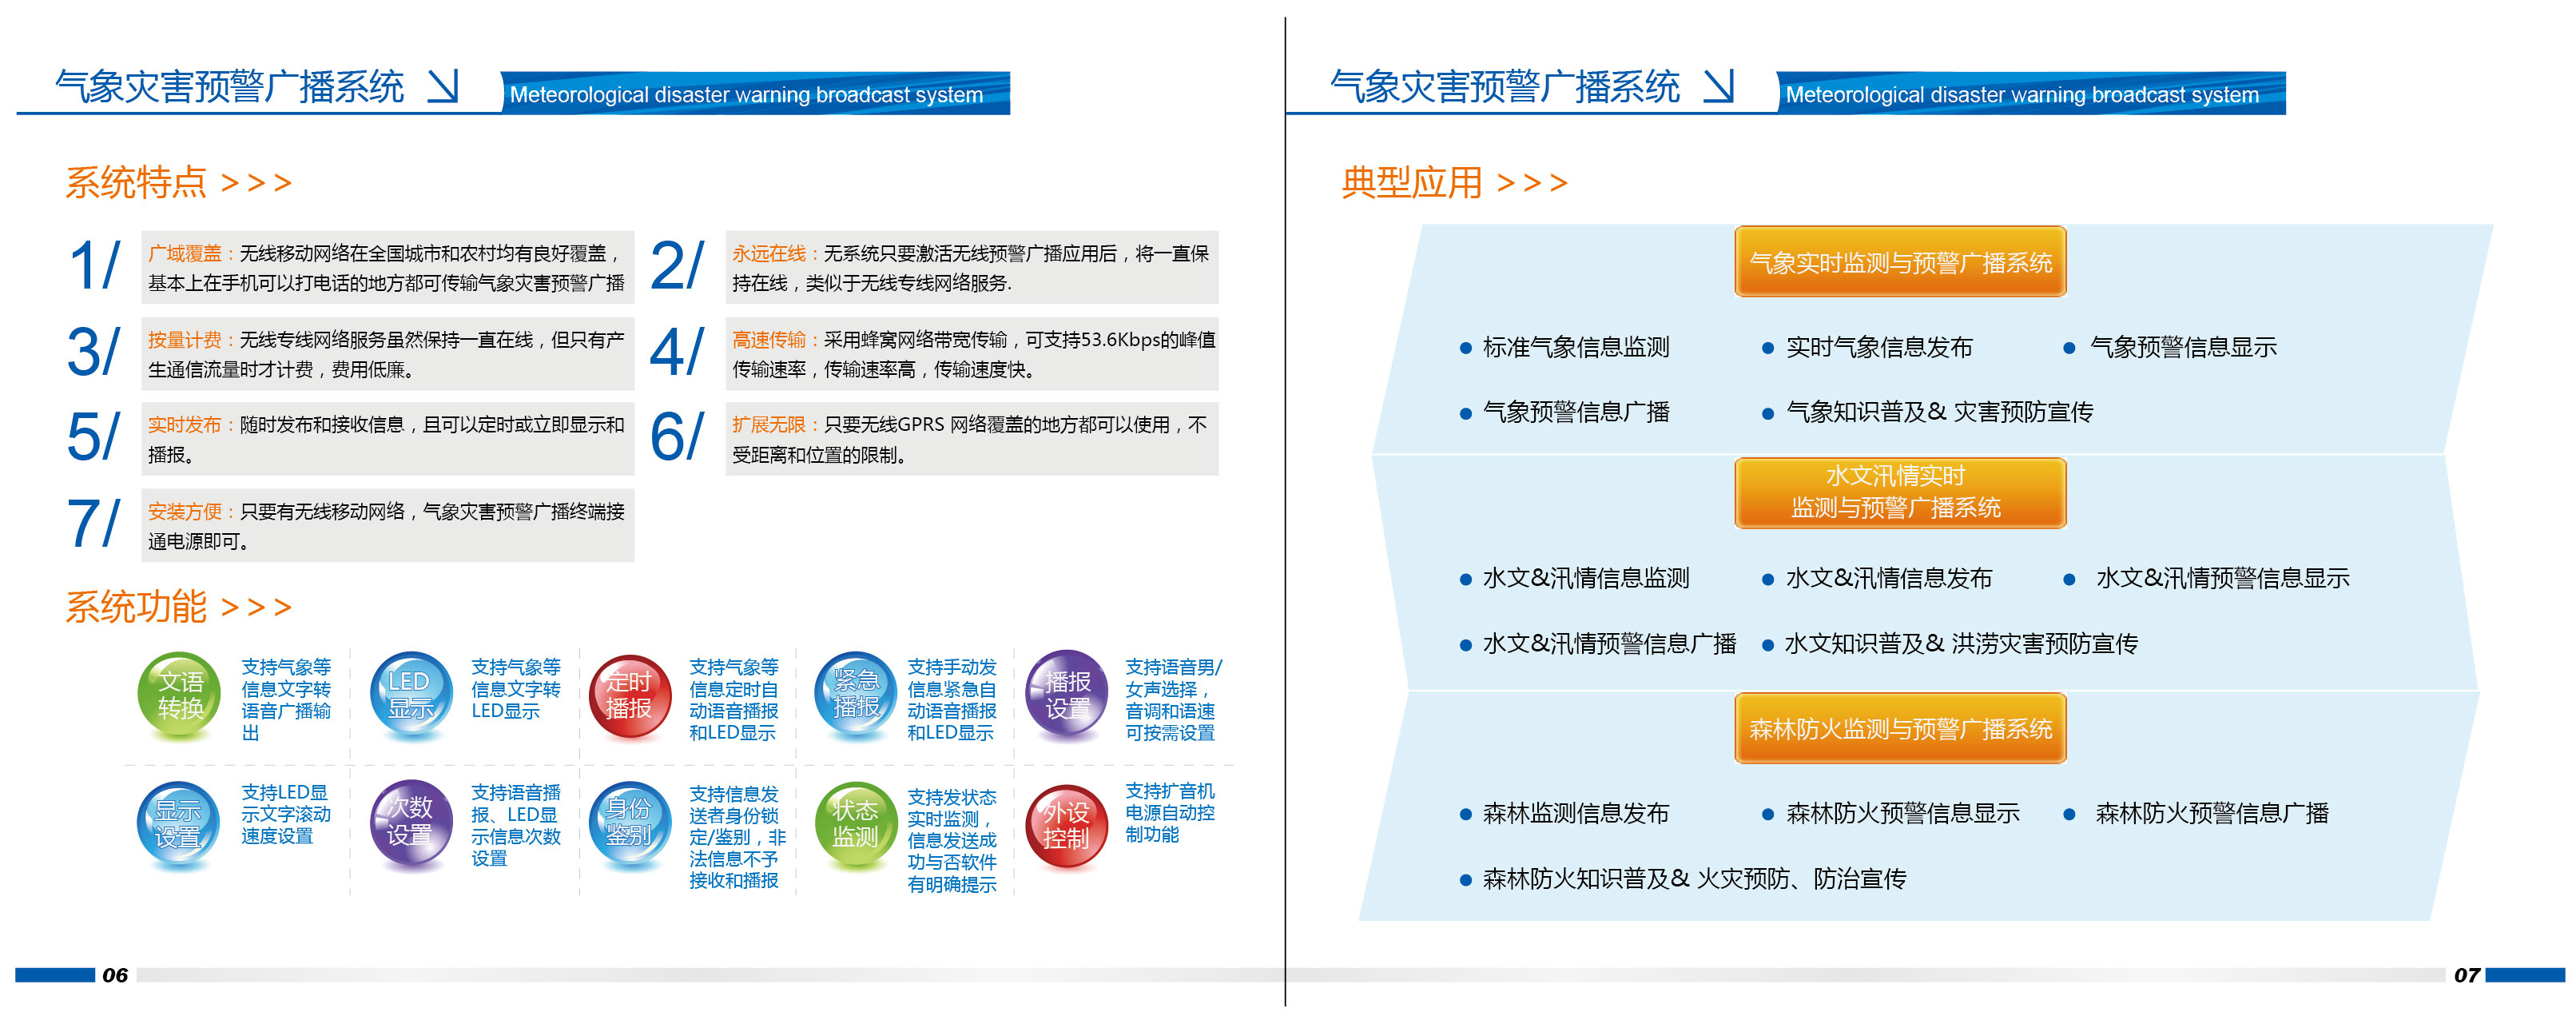 气象灾害预警广播系统
Meteorological disaster warning broadcast system
系统特点 >>>
1/
广域覆盖：无线移动网络在全国城市和农村均有良好覆盖，
基本上在手机可以打电话的地方都可传输气象灾害预警广播
2/
永远在线：无系统只要激活无线预警广播应用后，将一直保
持在线，类似于无线专线网络服务.
3/
按量计费：无线专线网络服务虽然保持一直在线，但只有产
生通信流量时才计费，费用低廉。
4/
高速传输：采用蜂窝网络带宽传输，可支持53.6Kbps的峰值
传输速率，传输速率高，传输速度快。
5/
实时发布：随时发布和接收信息，且可以定时或立即显示和
播报。
6/
扩展无限：只要无线GPRS 网络覆盖的地方都可以使用，不
受距离和位置的限制。
7/
安装方便：只要有无线移动网络，气象灾害预警广播终端接
通电源即可。
系统功能 >>>
文语
转换
支持气象等
信息文字转
语音广播输
出
LED
显示
支持气象等
信息文字转
LED显示
定时
播报
支持气象等
信息定时自
动语音播报
和LED显示
紧急
播报
支持手动发
信息紧急自
动语音播报
和LED显示
播报
设置
支持语音男/
女声选择，
音调和语速
可按需设置
显示
设置
支持LED显
示文字滚动
速度设置
次数
设置
支持语音播
报、LED显
示信息次数
设置
身份
鉴别
支持信息发
送者身份锁
定/鉴别，非
法信息不予
接收和播报
状态
监测
支持发状态
实时监测，
信息发送成
功与否软件
有明确提示
外设
控制
支持扩音机
电源自动控
制功能
06
气象灾害预警广播系统
Meteorological disaster warning broadcast system
典型应用 >>>
气象实时监测与预警广播系统
● 标准气象信息监测
● 实时气象信息发布
● 气象预警信息显示
● 气象预警信息广播
● 气象知识普及& 灾害预防宣传
水文汛情实时
监测与预警广播系统
● 水文&汛情信息监测
● 水文&汛情信息发布
● 水文&汛情预警信息显示
● 水文&汛情预警信息广播
● 水文知识普及& 洪涝灾害预防宣传
森林防火监测与预警广播系统
● 森林监测信息发布
● 森林防火预警信息显示
● 森林防火预警信息广播
● 森林防火知识普及& 火灾预防、防治宣传
07